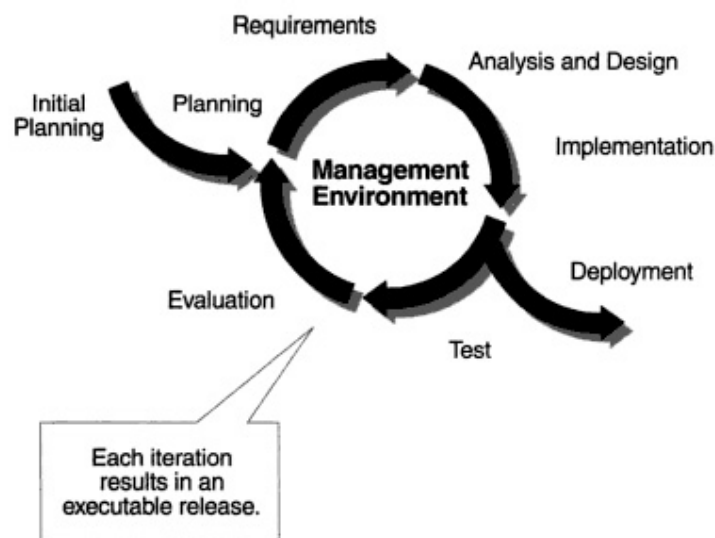 Requirements
Analysis and Design
Initial
Planning
Planning
Implementation
Management
Environment
Deployment
Evaluation
Test
Each iteration
results in an
executable release.